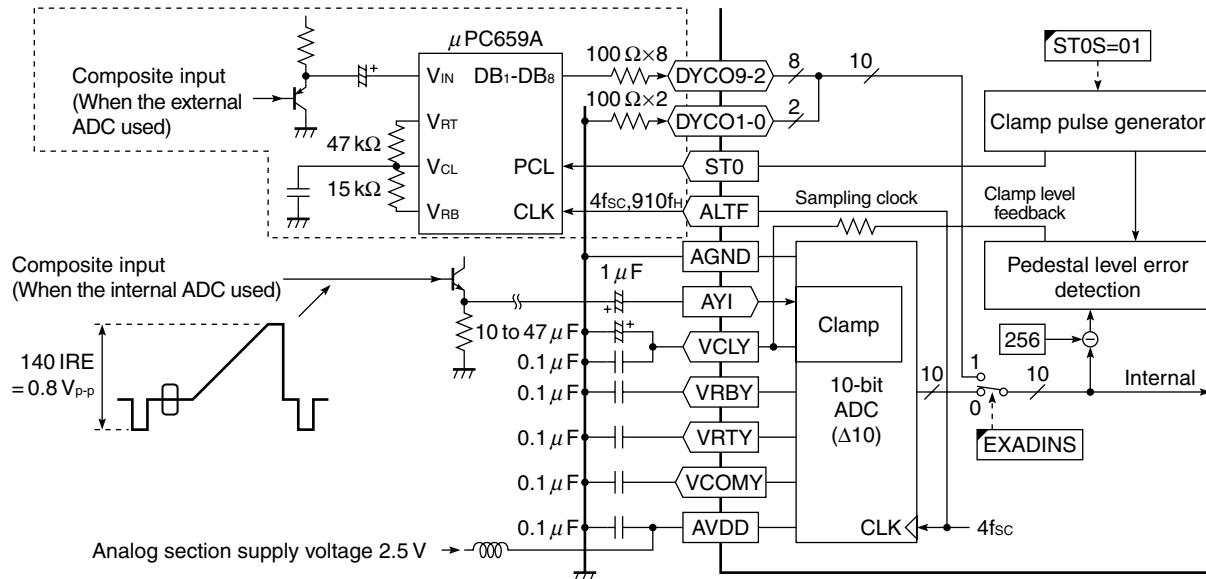 μPC659A
Composite input
(When the external
ADC used)
VIN
DB1-DB8
VRT
VCL
VRB
PCL
CLK
47 kΩ
15 kΩ
100 Ω×8
100 Ω×2
DYCO9-2
DYCO1-0
8
2
10
ST0S=01
Clamp pulse generator
ST0
4fSC,910fH
ALTF
Sampling clock
Clamp level
feedback
Composite input
(When the internal ADC used)
140 IRE
= 0.8 Vp-p
1 μF
10 to 47 μF
0.1 μF
0.1 μF
0.1 μF
0.1 μF
0.1 μF
AGND
AYI
VCLY
VRBY
VRTY
VCOMY
AVDD
Clamp
10-bit
ADC
(Δ10)
CLK
4fSC
Pedestal level error
detection
256
−
10
1
0
10
Internal
EXADINS
Analog section supply voltage 2.5 V